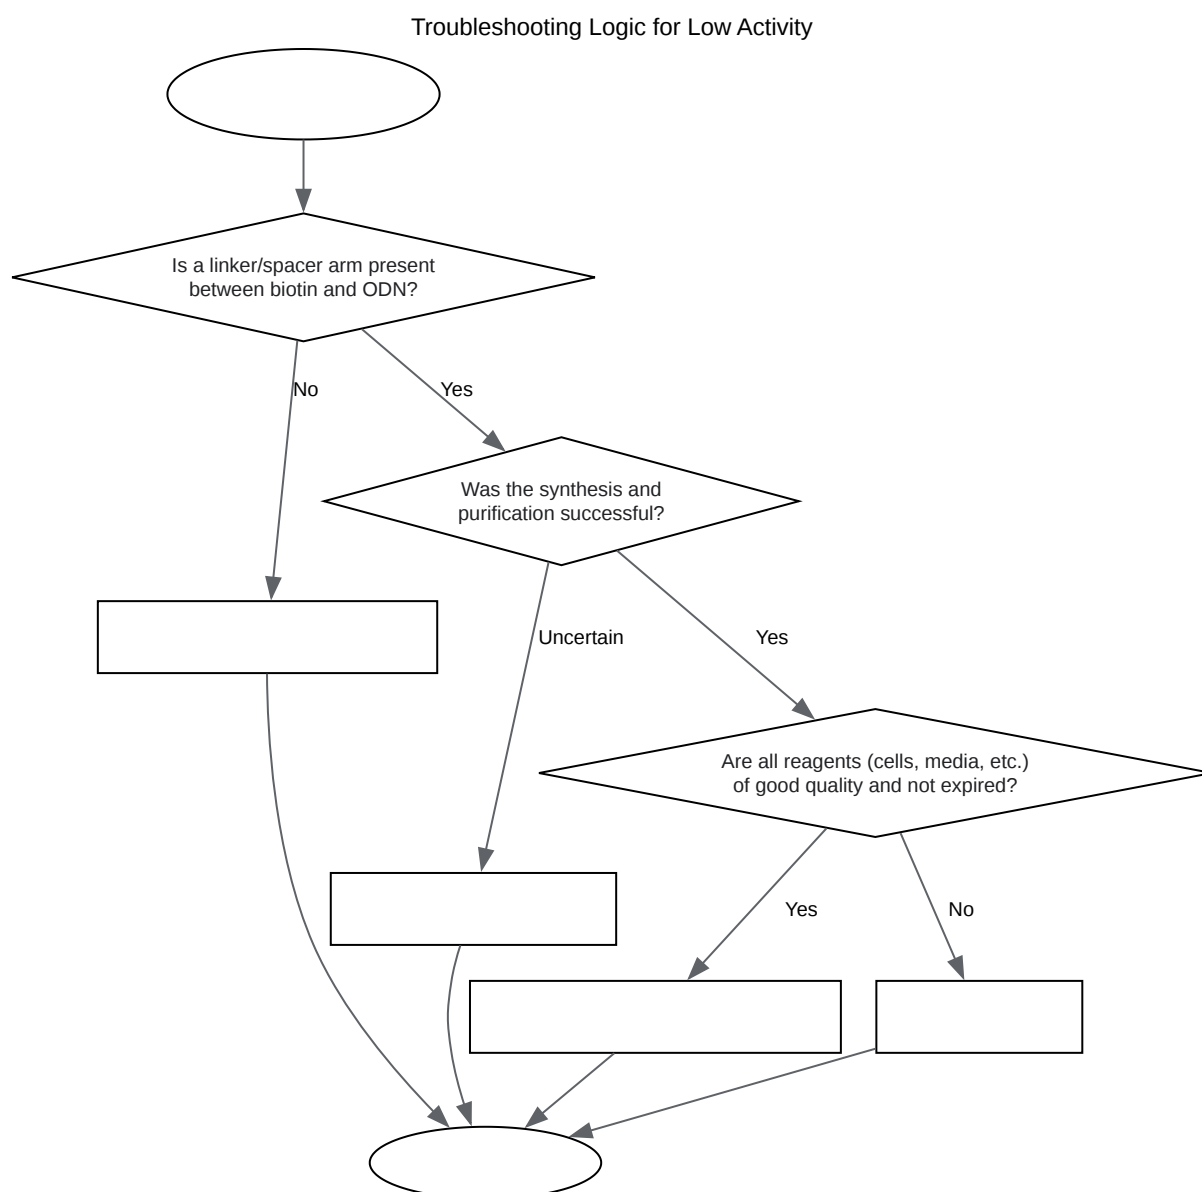 Troubleshooting Logic for Low Activity
Is a linker/spacer arm present
between biotin and ODN?
No
Yes
Was the synthesis and
purification successful?
Uncertain
Yes
Are all reagents (cells, media, etc.)
of good quality and not expired?
Yes
No